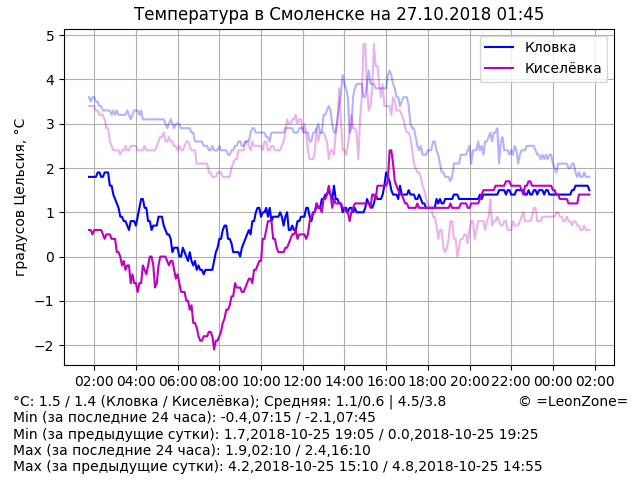 Температура в Смоленске на 27.10.2018 01:45
Кловка
Киселёвка
градусов Цельсия, °C
5
4
3
2
1
0
−1
−2
02:00 04:00 06:00 08:00 10:00 12:00 14:00 16:00 18:00 20:00 22:00 00:00 02:00
°C: 1.5 / 1.4 (Кловка / Киселёвка); Средняя: 1.1/0.6 | 4.5/3.8 © =LeonZone=
Min (за последние 24 часа): -0.4,07:15 / -2.1,07:45
Min (за предыдущие сутки): 1.7,2018-10-25 19:05 / 0.0,2018-10-25 19:25
Max (за последние 24 часа): 1.9,02:10 / 2.4,16:10
Max (за предыдущие сутки): 4.2,2018-10-25 15:10 / 4.8,2018-10-25 14:55